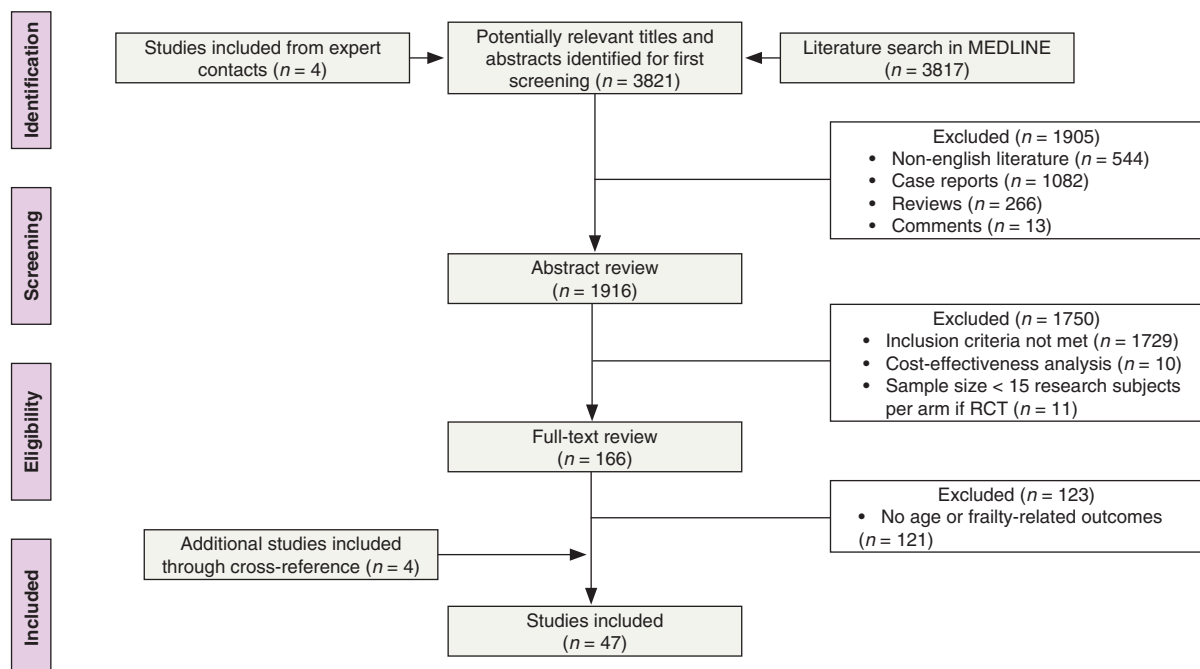 Identification
Studies included from expert
contacts (n = 4)
Potentially relevant titles and
abstracts identified for first
screening (n = 3821)
Literature search in MEDLINE
(n = 3817)
Excluded (n = 1905)
• Non-english literature (n = 544)
• Case reports (n = 1082)
• Reviews (n = 266)
• Comments (n = 13)
Screening
Abstract review
(n = 1916)
Excluded (n = 1750)
• Inclusion criteria not met (n = 1729)
• Cost-effectiveness analysis (n = 10)
• Sample size < 15 research subjects
per arm if RCT (n = 11)
Eligibility
Full-text review
(n = 166)
Excluded (n = 123)
• No age or frailty-related outcomes
(n = 121)
Additional studies included
through cross-reference (n = 4)
Included
Studies included
(n = 47)